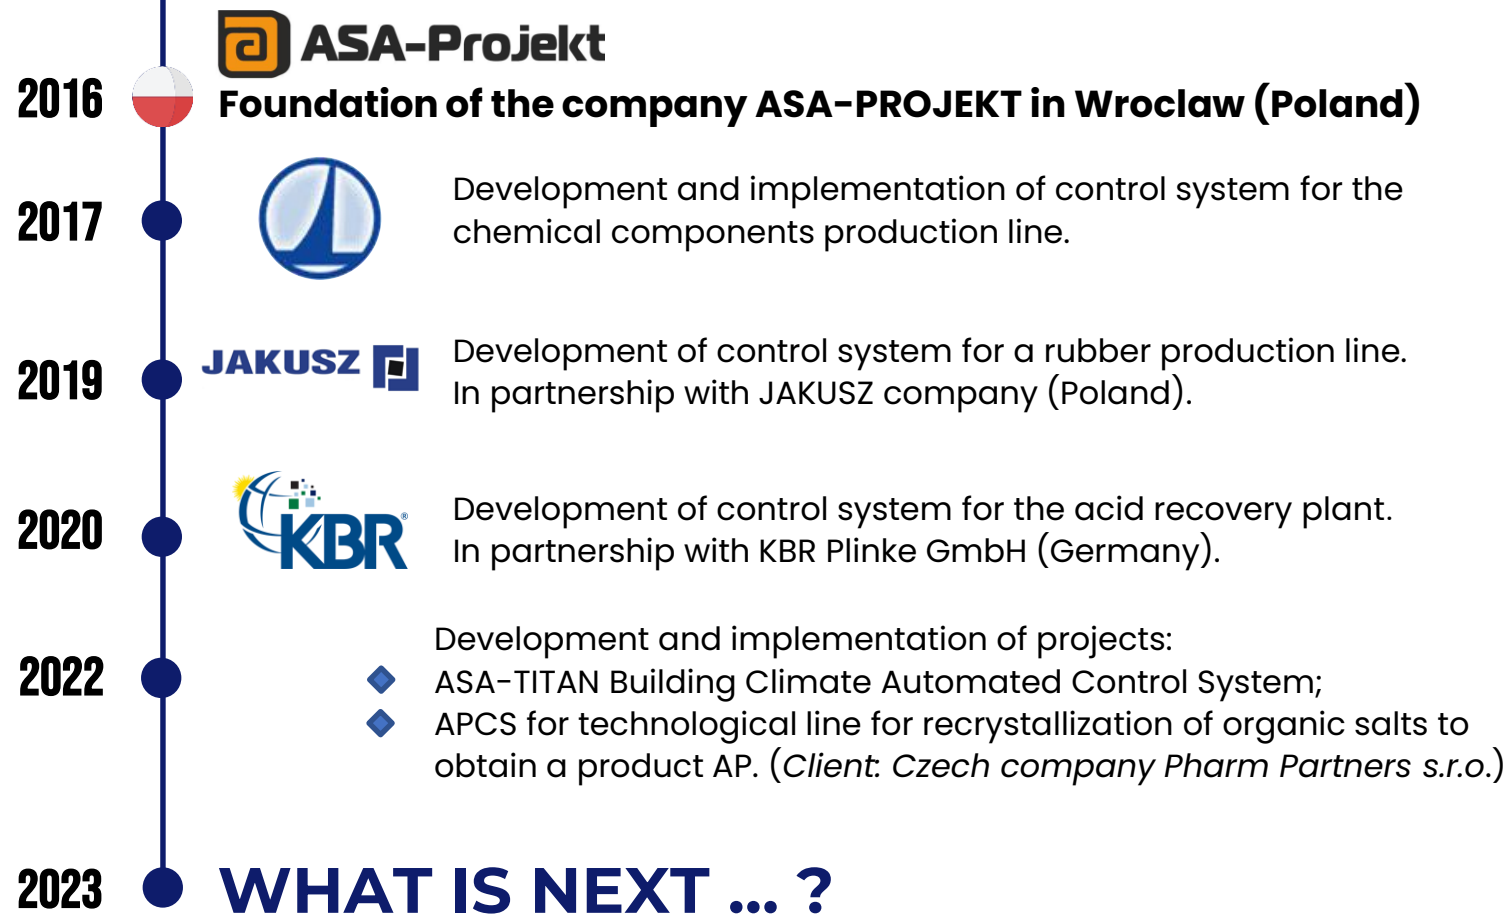 ASA-Projekt
2016
Foundation of the company ASA-PROJEKT in Wroclaw (Poland)
2017
Development and implementation of control system for the
chemical components production line.
2019
JAKUSZ
Development of control system for a rubber production line.
In partnership with JAKUSZ company (Poland).
2020
KBR®
Development of control system for the acid recovery plant.
In partnership with KBR Plinke GmbH (Germany).
2022
Development and implementation of projects:
ASA-TITAN Building Climate Automated Control System;
APCS for technological line for recrystallization of organic salts to
obtain a product AP. (Client: Czech company Pharm Partners s.r.o.)
2023
WHAT IS NEXT ... ?